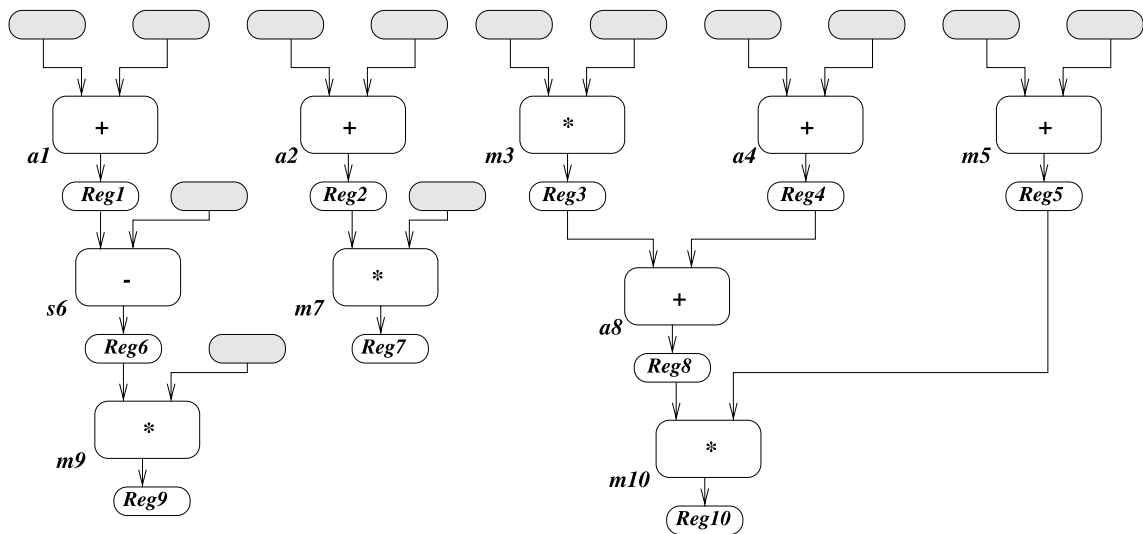 + + * + +
a1 a2 m3 a4 m5
Reg1 Reg2 Reg3 Reg4 Reg5
- * +
s6 m7 a8
Reg6 Reg7 Reg8
* *
m9 m10
Reg9 Reg10